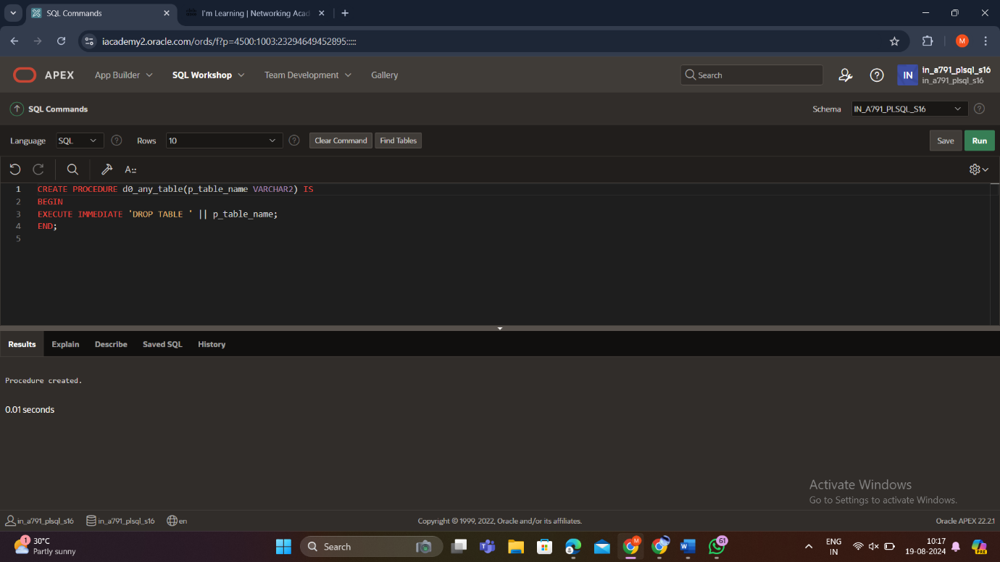 SQL Commands
I'm Learning | Networking Acad
iacademy2.oracle.com/ords/f?p=4500:1003:23294649452895:::::
M
APEX
App Builder
SQL Workshop
Team Development
Gallery
Search
IN
in_a791_plsql_s16
in_a791_plsql_s16
SQL Commands
Schema
IN_A791_PLSQL_S16
Language
SQL
Rows
10
Clear Command
Find Tables
Save
Run
1 CREATE PROCEDURE d0_any_table(p_table_name VARCHAR2) IS
2 BEGIN
3 EXECUTE IMMEDIATE 'DROP TABLE ' || p_table_name;
4 END;
5
Results
Explain
Describe
Saved SQL
History
Procedure created.
0.01 seconds
Activate Windows
Go to Settings to activate Windows.
in_a791_plsql_s16
in_a791_plsql_s16
en
Copyright © 1999, 2022, Oracle and/or its affiliates.
Oracle APEX 22.2.1
1
30°C
Partly sunny
Search
M
61
ENG
IN
10:17
19-08-2024
PRE